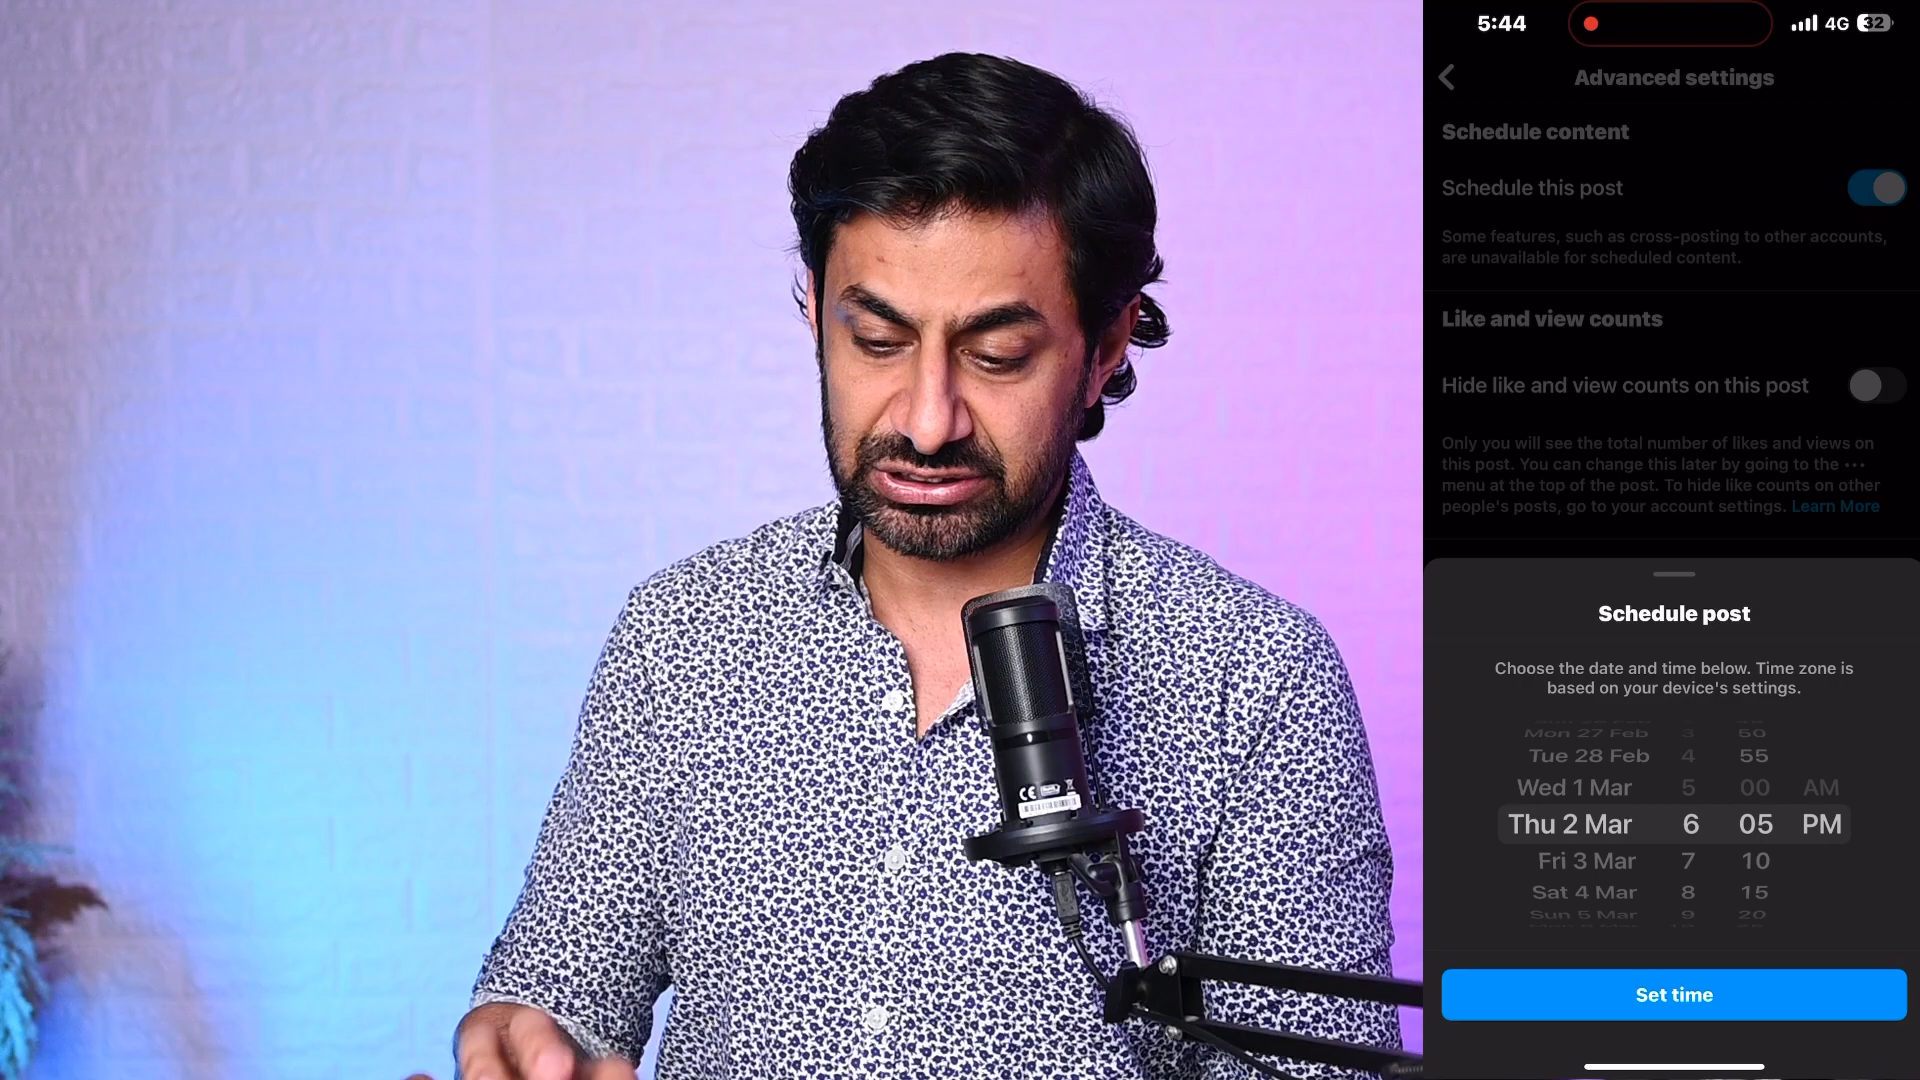 5:44
4G 32
Advanced settings
Schedule content
Schedule this post
Some features, such as cross-posting to other accounts,
are unavailable for scheduled content.
Like and view counts
Hide like and view counts on this post
Only you will see the total number of likes and views on
this post. You can change this later by going to the •••
menu at the top of the post. To hide like counts on other
people's posts, go to your account settings. Learn More
Schedule post
Choose the date and time below. Time zone is
based on your device's settings.
Mon 27 Feb 3 50
Tue 28 Feb 4 55
Wed 1 Mar 5 00 AM
Thu 2 Mar 6 05 PM
Fri 3 Mar 7 10
Sat 4 Mar 8 15
Sun 5 Mar 9 20
Set time
CE